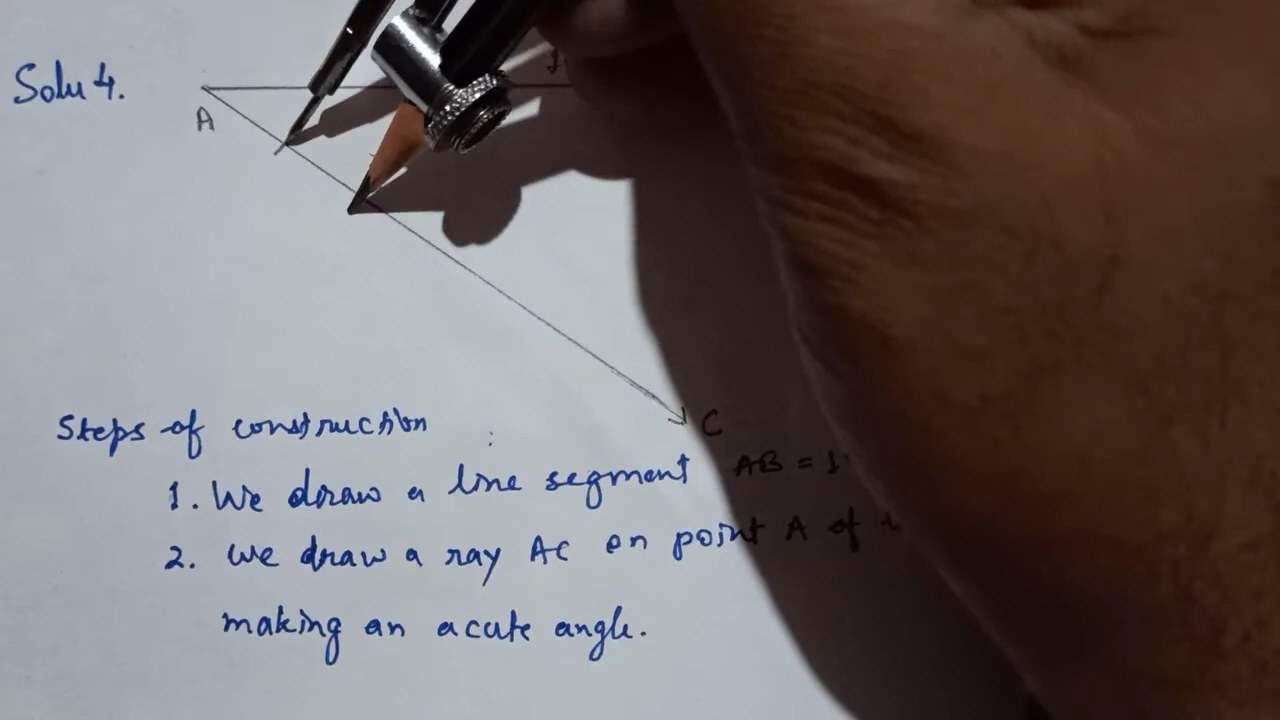 Solu 4.
A
C
Steps of construction :
1. We draw a line segment AB = 1
2. We draw a ray AC on point A of
making an acute angle.